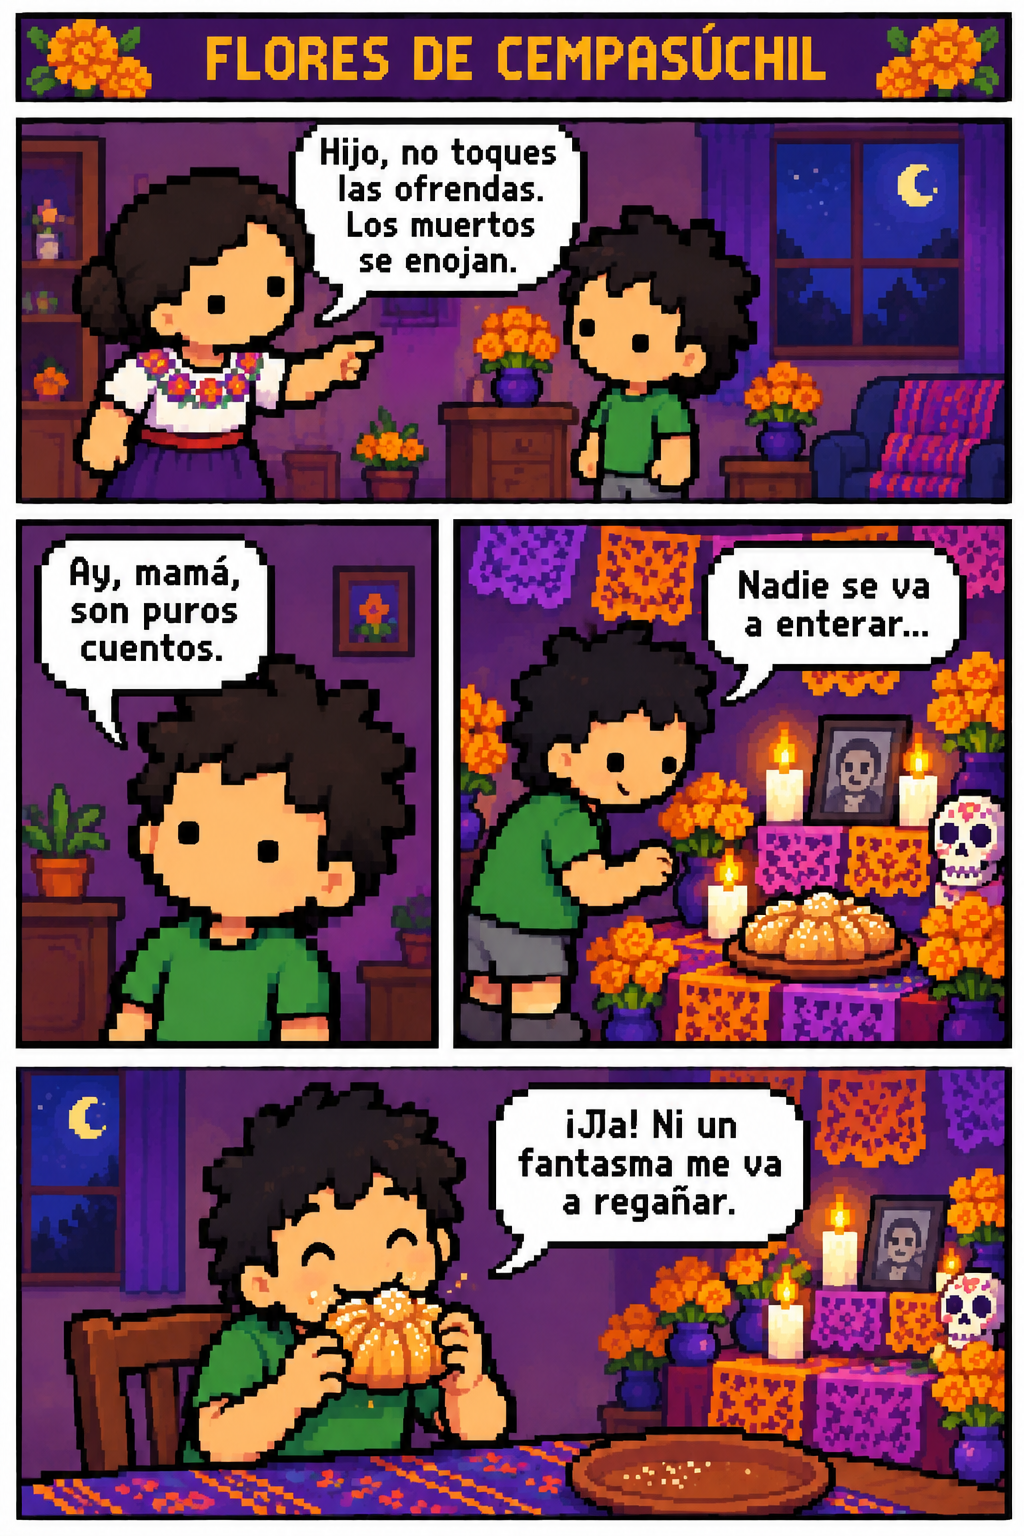 FLORES DE CEMPASÚCHIL
Hijo, no toques
las ofrendas.
Los muertos
se enojan.
Ay, mamá,
son puros
cuentos.
Nadie se va
a enterar...
¡JJa! Ni un
fantasma me va
a regañar.